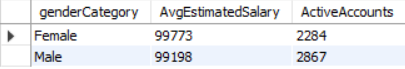 genderCategory AvgEstimatedSalary ActiveAccounts
Female 99773 2284
Male 99198 2867